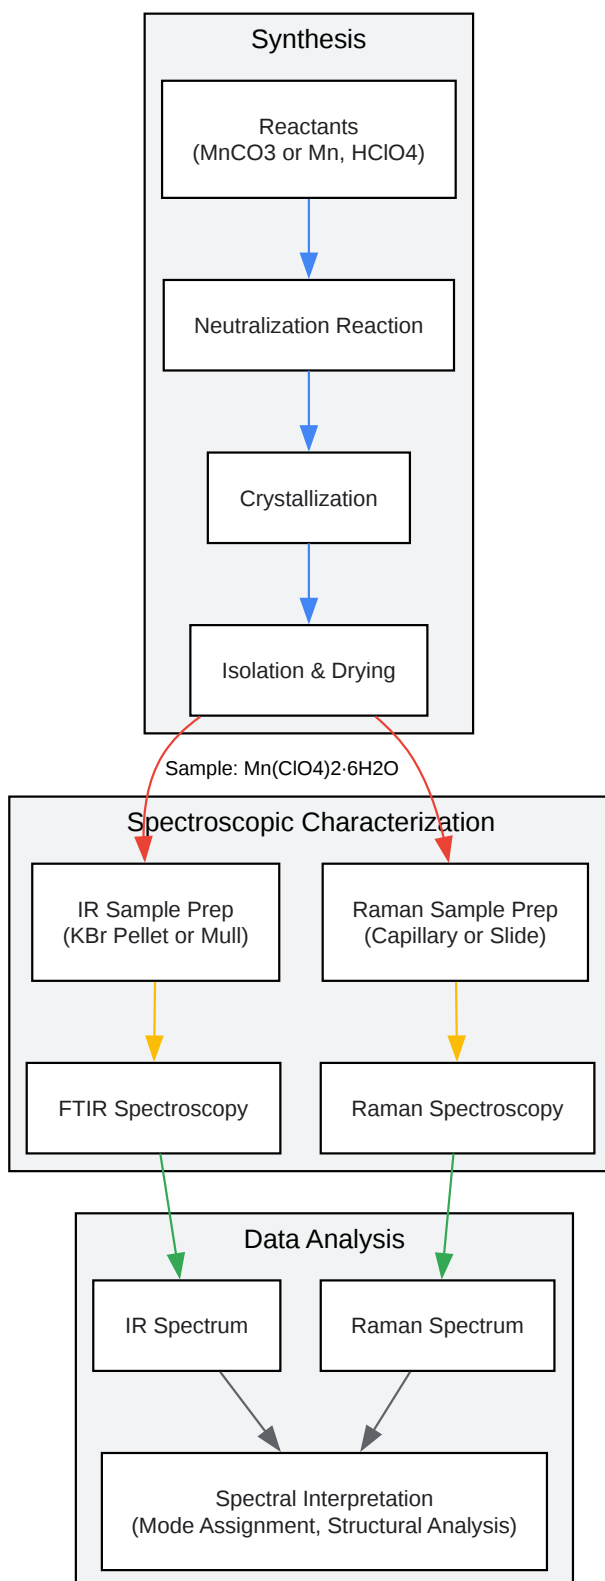 Synthesis
Reactants
(MnCO3 or Mn, HClO4)
Neutralization Reaction
Crystallization
Isolation & Drying
Sample: Mn(ClO4)2·6H2O
Spectroscopic Characterization
IR Sample Prep
(KBr Pellet or Mull)
Raman Sample Prep
(Capillary or Slide)
FTIR Spectroscopy
Raman Spectroscopy
Data Analysis
IR Spectrum
Raman Spectrum
Spectral Interpretation
(Mode Assignment, Structural Analysis)